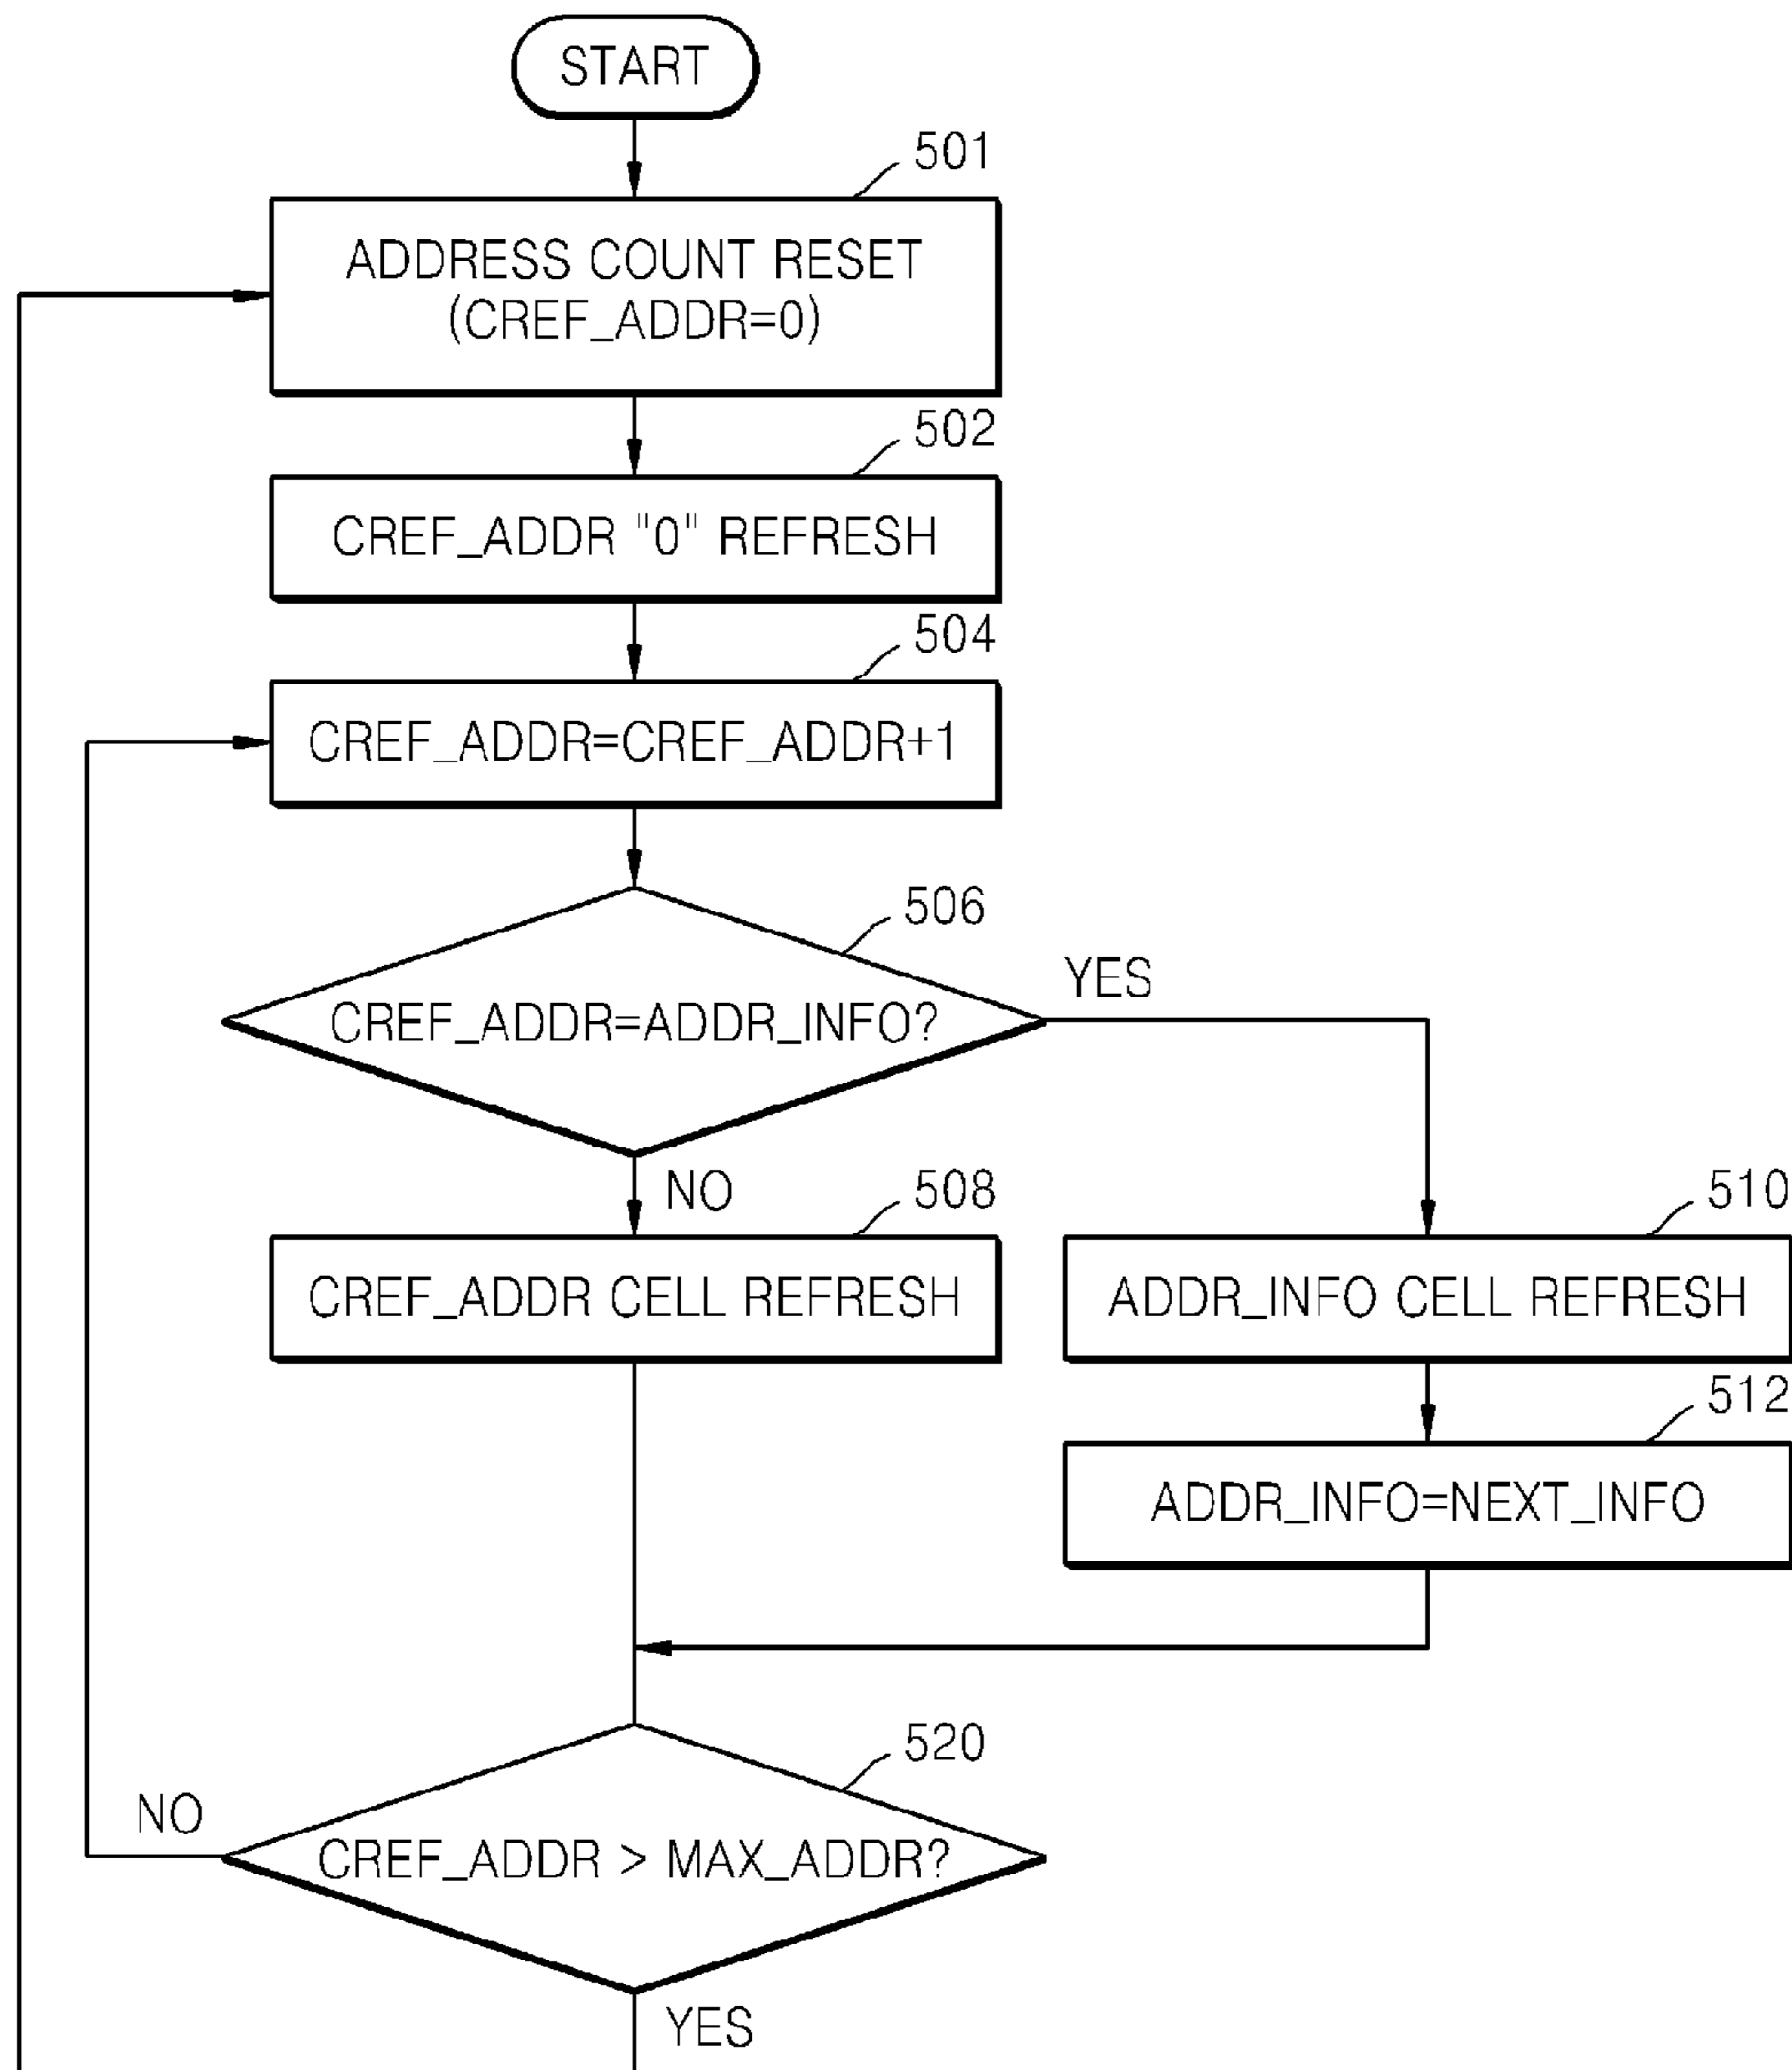 START
501
ADDRESS COUNT RESET
(CREF_ADDR=0)
502
CREF_ADDR "0" REFRESH
504
CREF_ADDR=CREF_ADDR+1
506
CREF_ADDR=ADDR_INFO?
YES
NO
508
CREF_ADDR CELL REFRESH
510
ADDR_INFO CELL REFRESH
512
ADDR_INFO=NEXT_INFO
520
NO
CREF_ADDR > MAX_ADDR?
YES